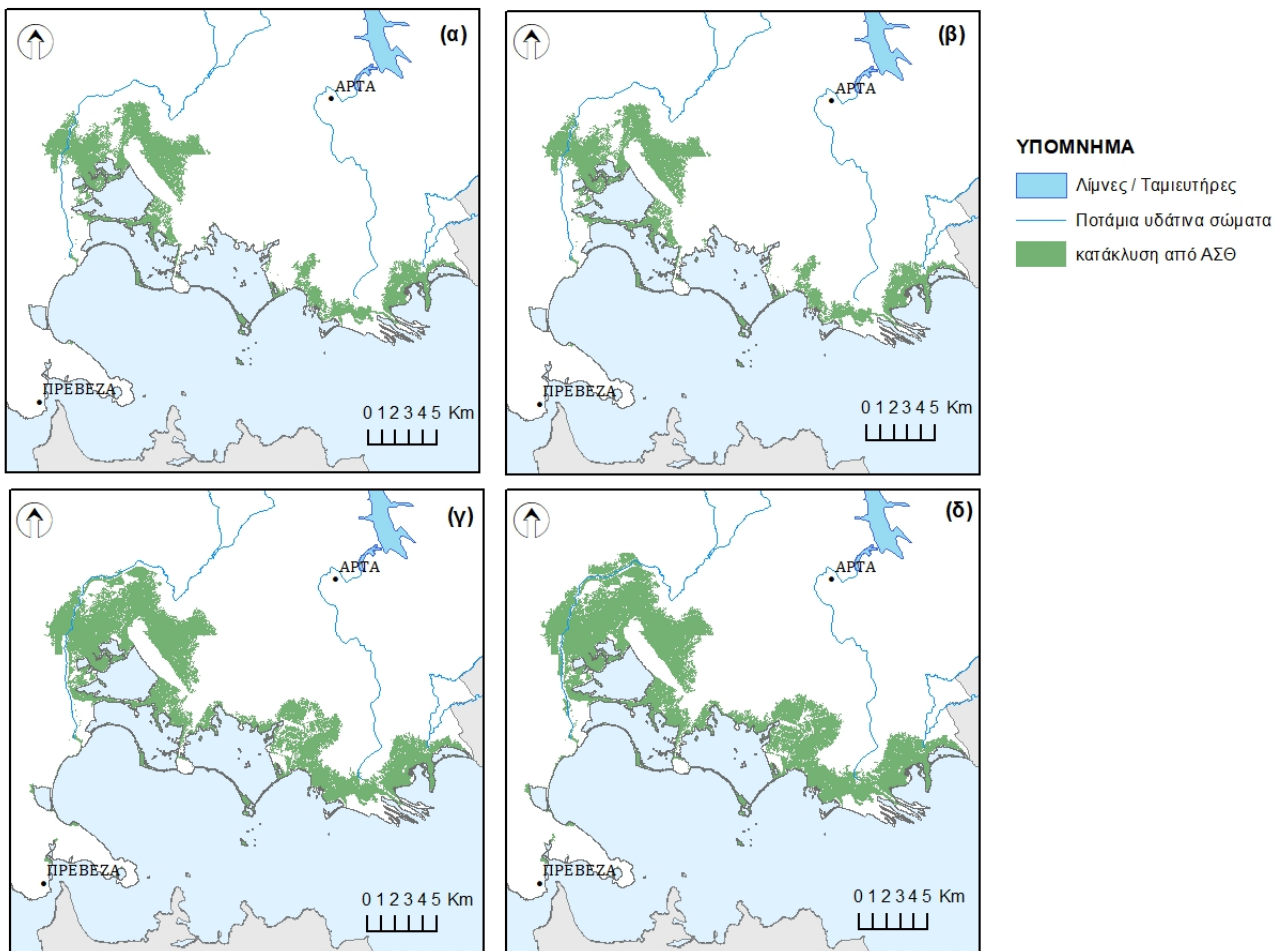 (α)
ΑΡΤΑ
ΠΡΕΒΕΖΑ
0 1 2 3 4 5 Km
(β)
ΑΡΤΑ
ΠΡΕΒΕΖΑ
0 1 2 3 4 5 Km
ΥΠΟΜΝΗΜΑ
Λίμνες / Ταμιευτήρες
Ποτάμια υδάτινα σώματα
κατάκλυση από ΑΣΘ
(γ)
ΑΡΤΑ
ΠΡΕΒΕΖΑ
0 1 2 3 4 5 Km
(δ)
ΑΡΤΑ
ΠΡΕΒΕΖΑ
0 1 2 3 4 5 Km